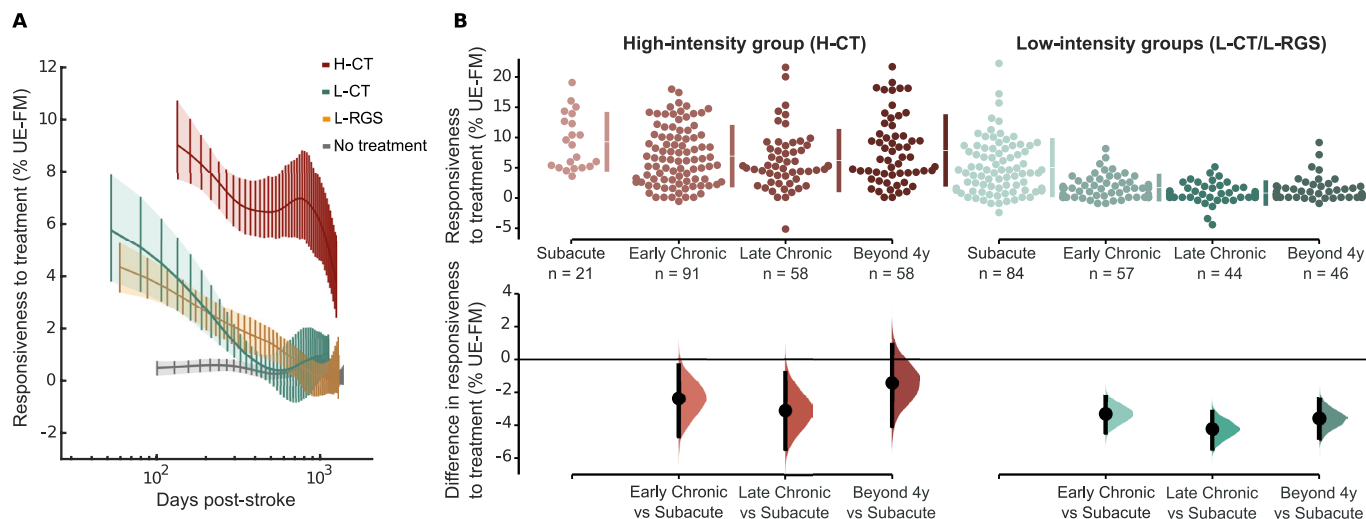 A
Responsiveness to treatment (% UE-FM)
12
10
8
6
4
2
0
-2
10²
10³
Days post-stroke
H-CT
L-CT
L-RGS
No treatment
B
High-intensity group (H-CT)
Low-intensity groups (L-CT/L-RGS)
Responsiveness
to treatment (% UE-FM)
20
15
10
5
0
-5
Subacute
n = 21
Early Chronic
n = 91
Late Chronic
n = 58
Beyond 4y
n = 58
Subacute
n = 84
Early Chronic
n = 57
Late Chronic
n = 44
Beyond 4y
n = 46
Difference in responsiveness
to treatment (% UE-FM)
4
2
0
-2
-4
-6
Early Chronic
vs Subacute
Late Chronic
vs Subacute
Beyond 4y
vs Subacute
Early Chronic
vs Subacute
Late Chronic
vs Subacute
Beyond 4y
vs Subacute